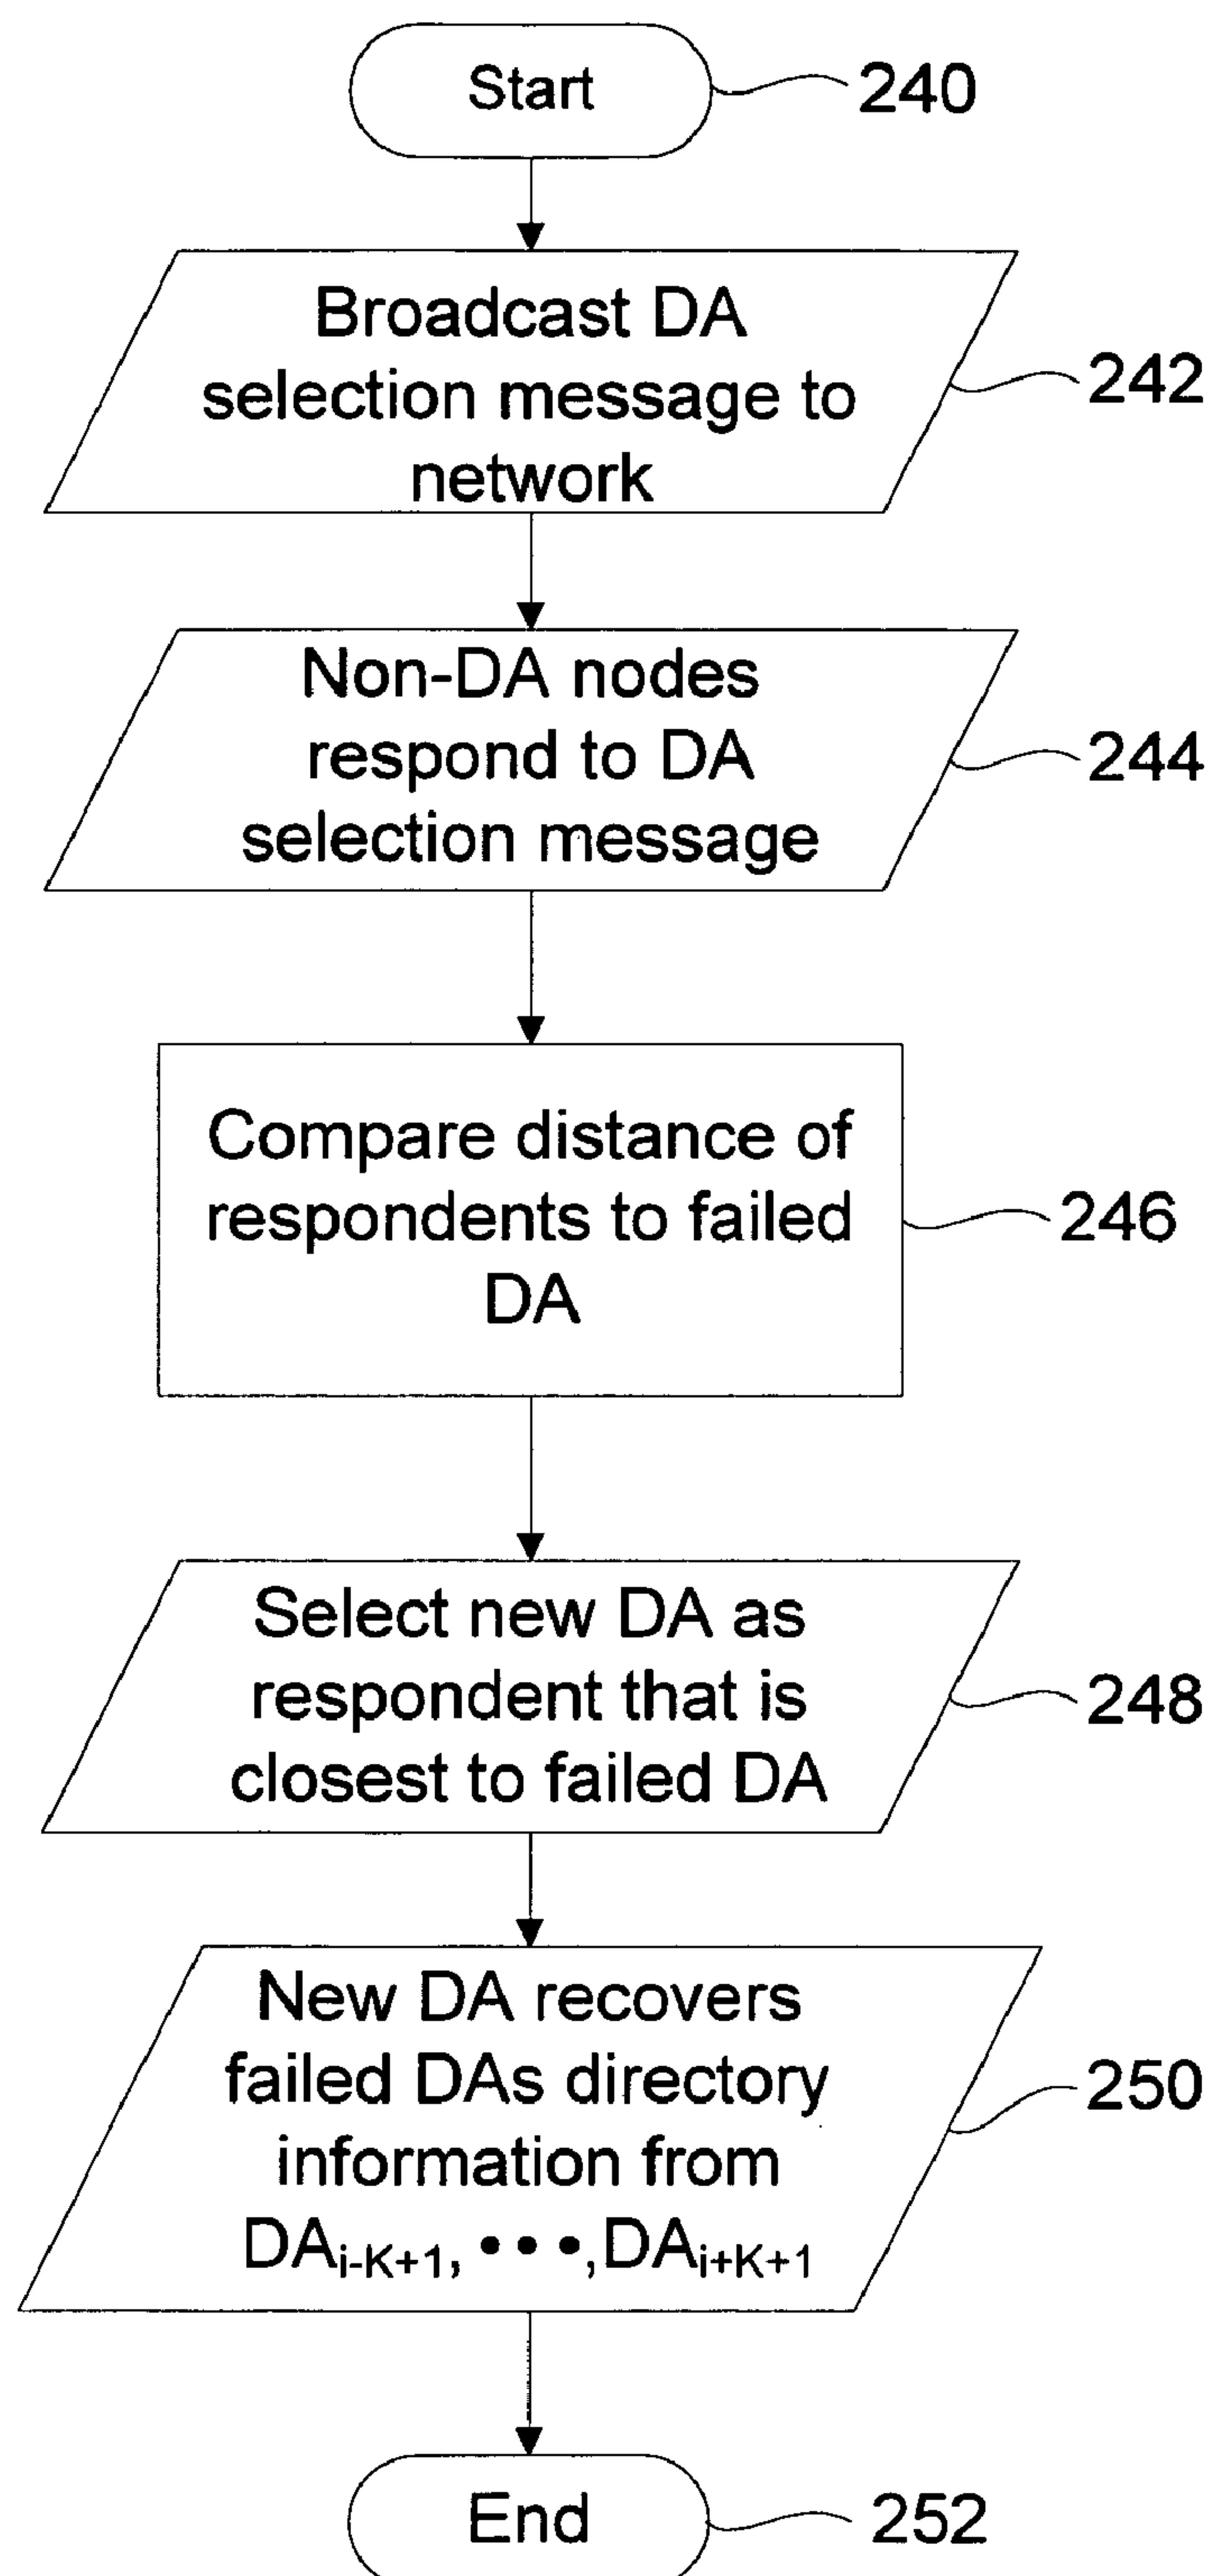 Start
240
Broadcast DA
selection message to
network
242
Non-DA nodes
respond to DA
selection message
244
Compare distance of
respondents to failed
DA
246
Select new DA as
respondent that is
closest to failed DA
248
New DA recovers
failed DAs directory
information from
DAi-K+1, •••,DAi+K+1
250
End
252